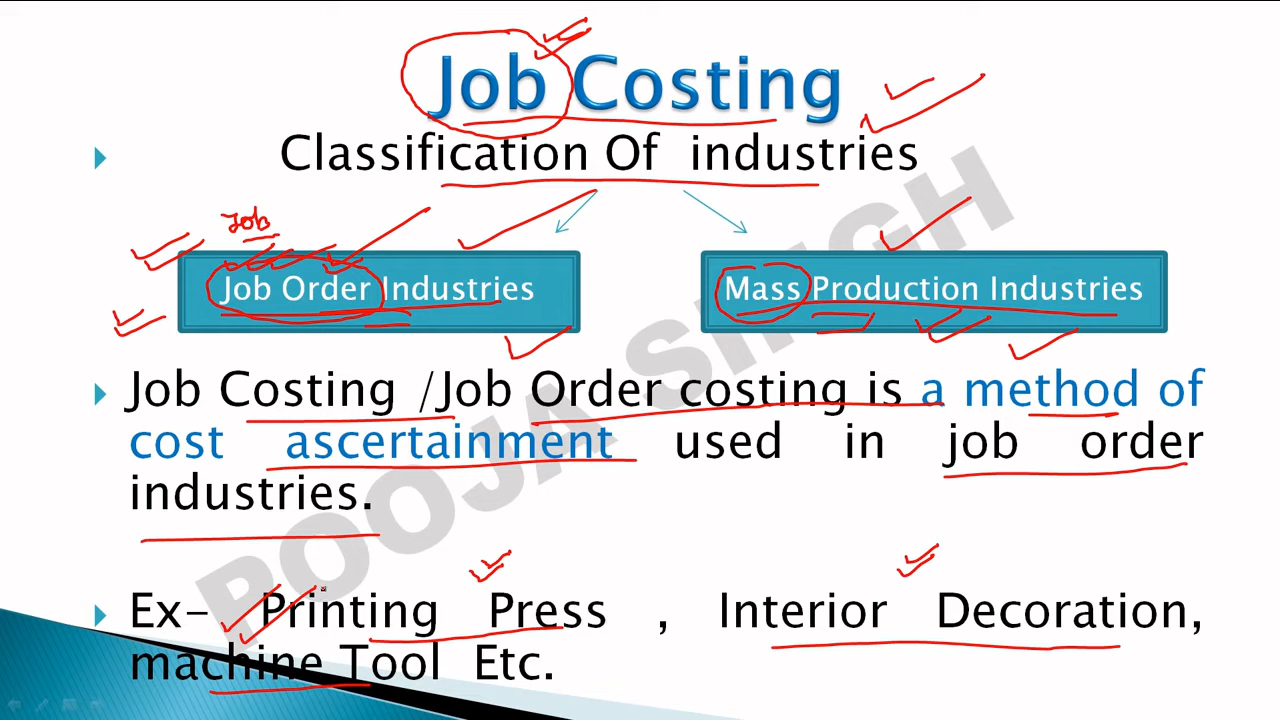 Job Costing
Classification Of industries
Job
Job Order Industries
Mass Production Industries
Job Costing /Job Order costing is a method of
cost ascertainment used in job order
industries.
Ex- Printing Press , Interior Decoration,
machine Tool Etc.
POOJA SINGH